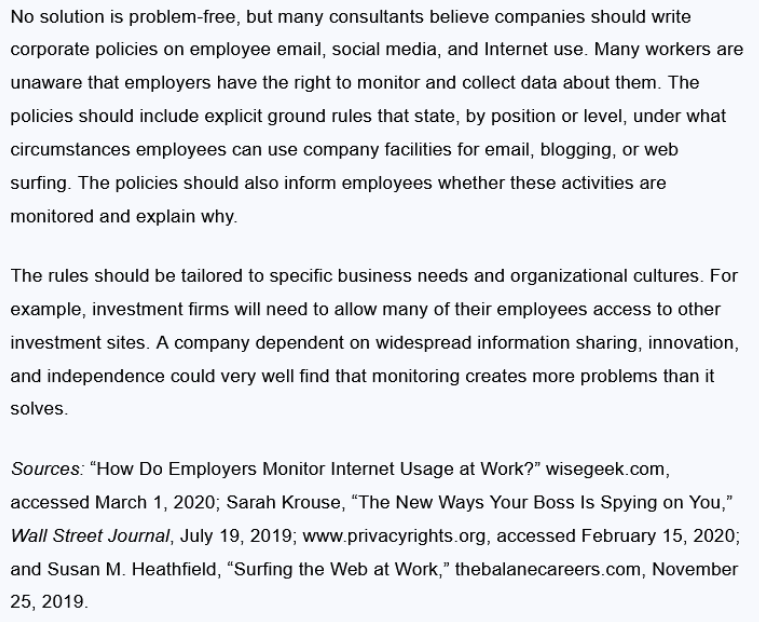 No solution is problem-free, but many consultants believe companies should write
corporate policies on employee email, social media, and Internet use. Many workers are
unaware that employers have the right to monitor and collect data about them. The
policies should include explicit ground rules that state, by position or level, under what
circumstances employees can use company facilities for email, blogging, or web
surfing. The policies should also inform employees whether these activities are
monitored and explain why.
The rules should be tailored to specific business needs and organizational cultures. For
example, investment firms will need to allow many of their employees access to other
investment sites. A company dependent on widespread information sharing, innovation,
and independence could very well find that monitoring creates more problems than it
solves.
Sources: “How Do Employers Monitor Internet Usage at Work?” wisegeek.com,
accessed March 1, 2020; Sarah Krouse, “The New Ways Your Boss Is Spying on You,”
Wall Street Journal, July 19, 2019; www.privacyrights.org, accessed February 15, 2020;
and Susan M. Heathfield, “Surfing the Web at Work,” thebalanecareers.com, November
25, 2019.